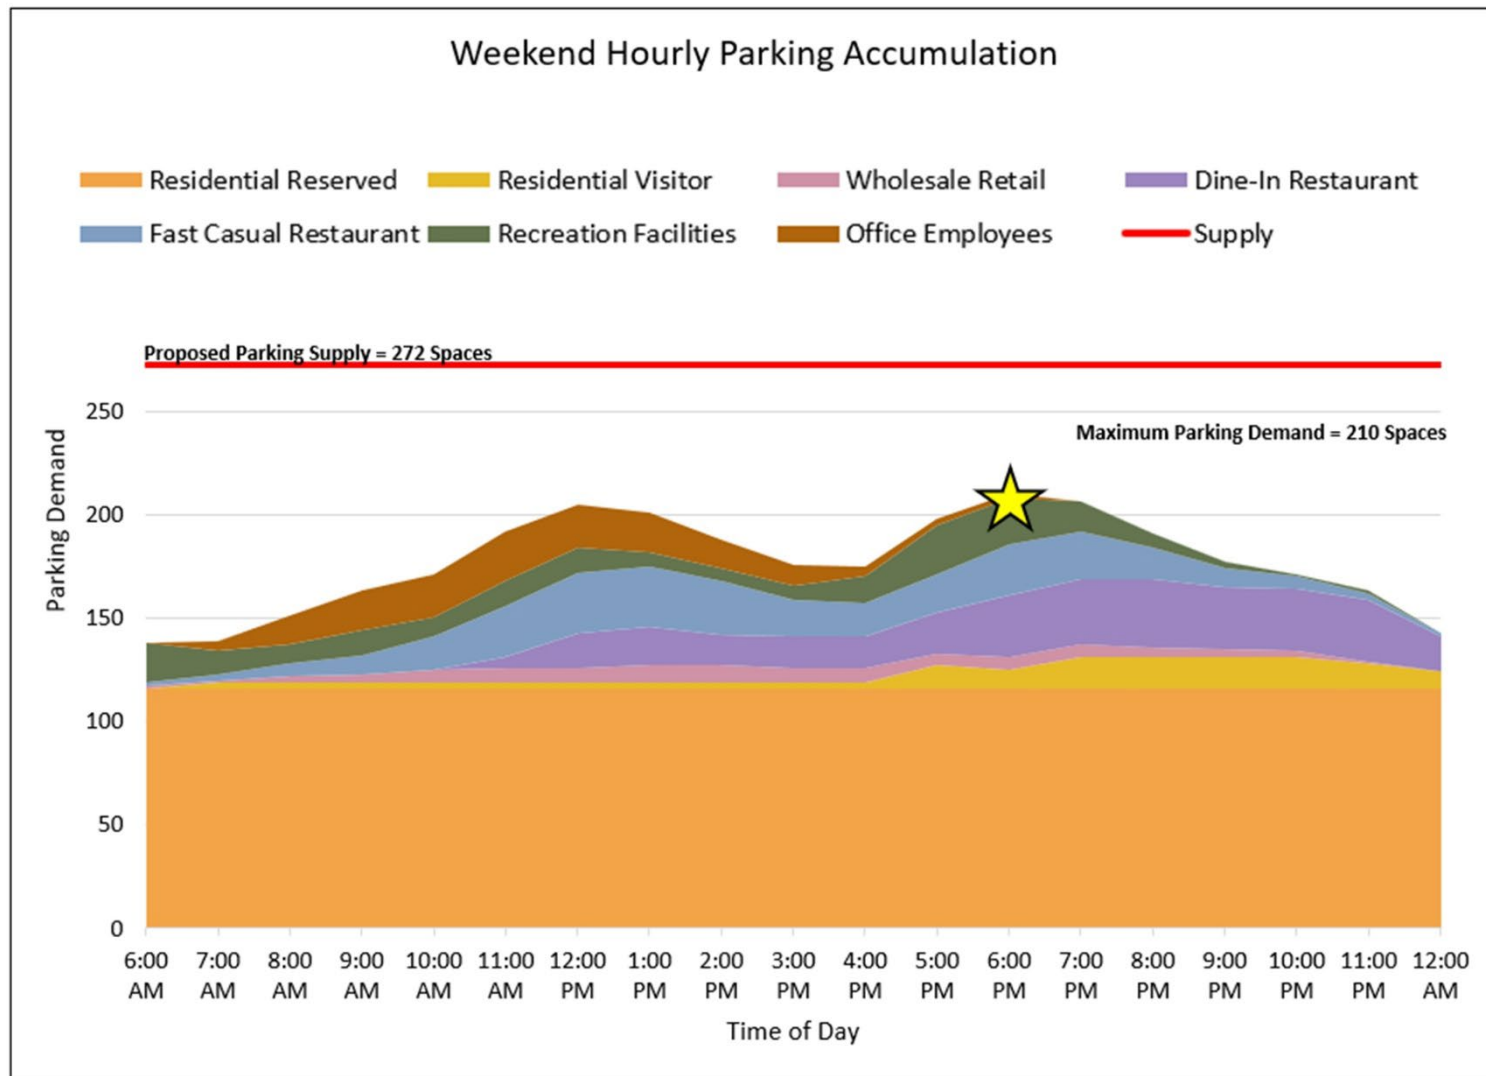 Weekend Hourly Parking Accumulation
Residential Reserved Residential Visitor Wholesale Retail Dine-In Restaurant
Fast Casual Restaurant Recreation Facilities Office Employees Supply
Proposed Parking Supply = 272 Spaces
250
Maximum Parking Demand = 210 Spaces
Parking Demand
200
150
100
50
0
6:00 7:00 8:00 9:00 10:00 11:00 12:00 1:00 2:00 3:00 4:00 5:00 6:00 7:00 8:00 9:00 10:00 11:00 12:00
AM AM AM AM AM AM PM PM PM PM PM PM PM PM PM PM PM PM AM
Time of Day